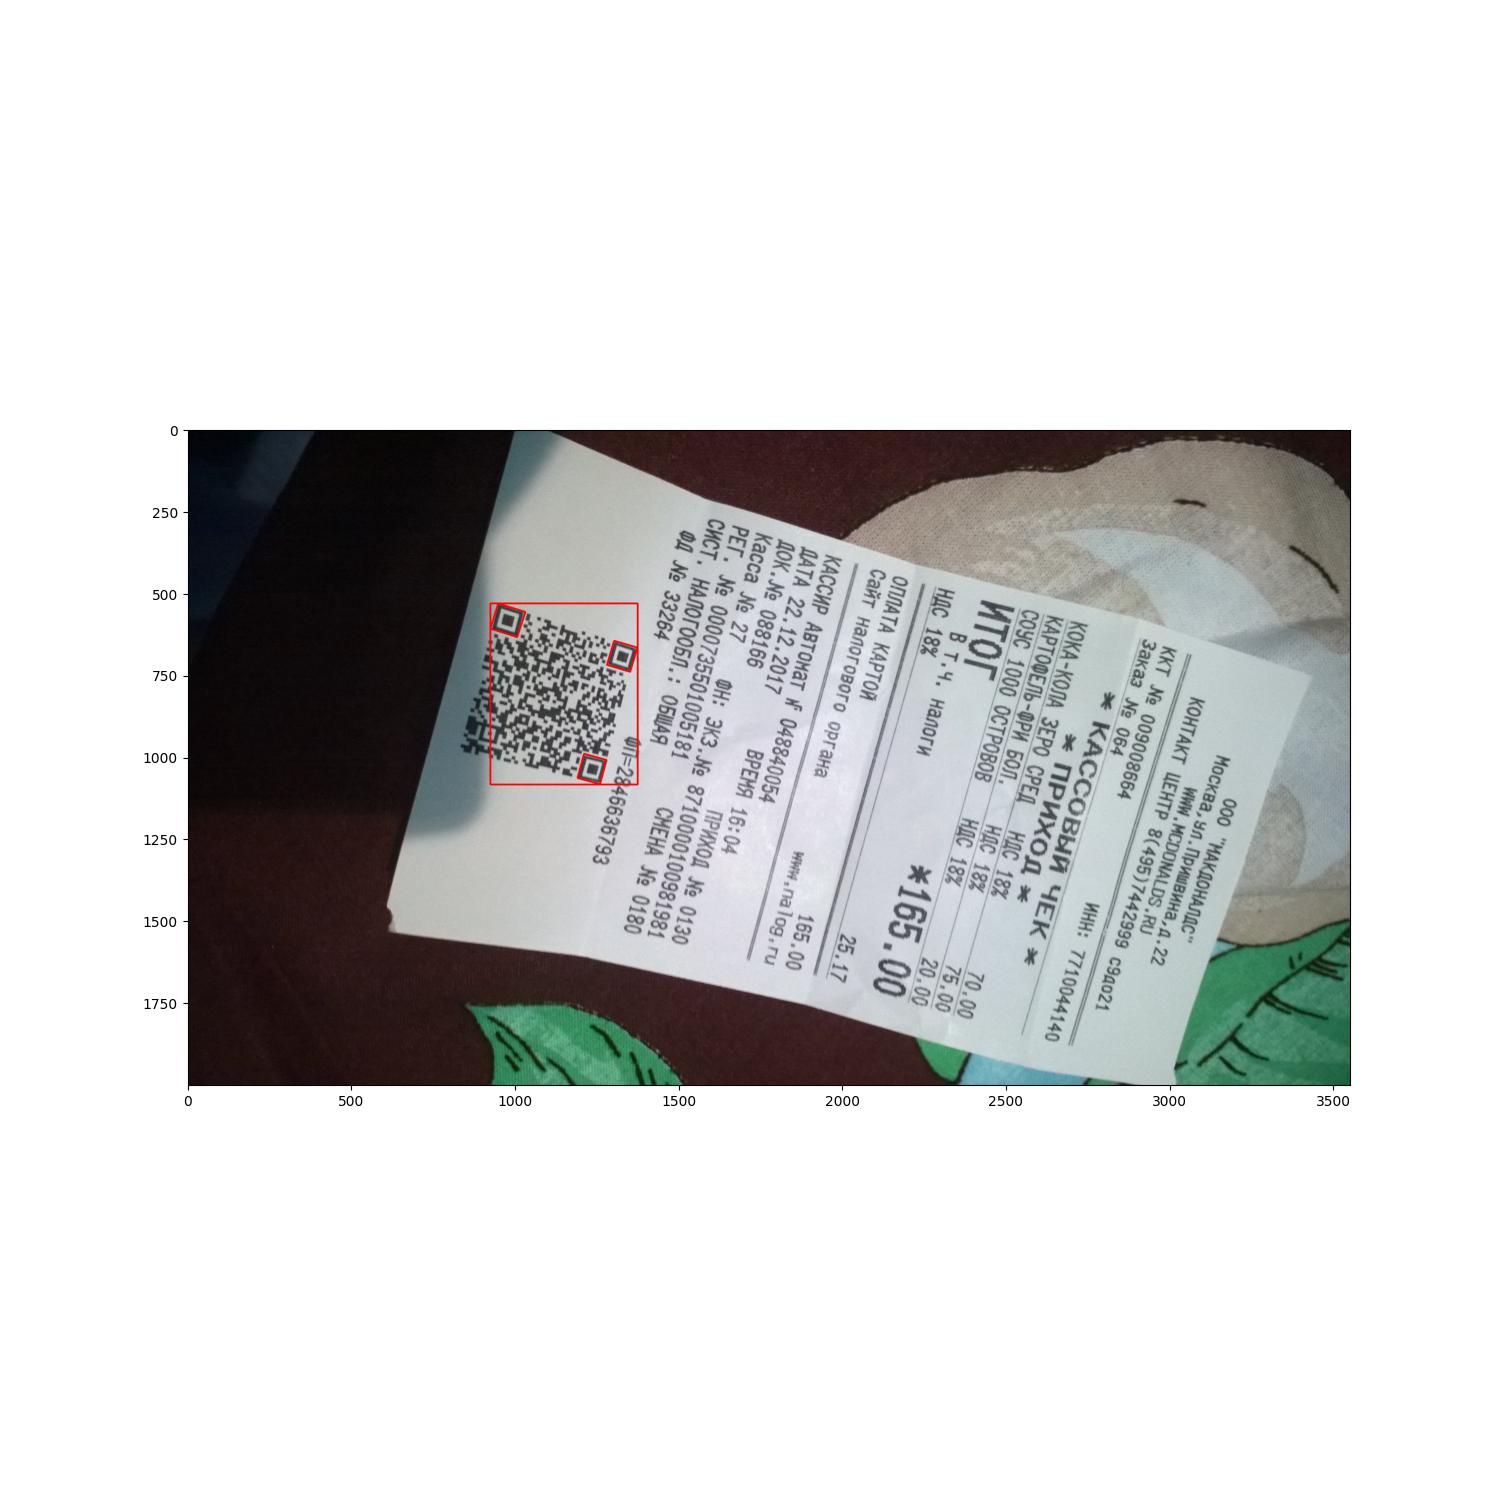 0
250
500
750
1000
1250
1500
1750
0 500 1000 1500 2000 2500 3000 3500
ООО "МАКДОНАЛДС"
Москва,ул.Пришвина,д.22
WWW.MCDONALDS.RU
КОНТАКТ ЦЕНТР 8(495)7442999 с9до21
ККТ № 00908664 ИНН: 7710044140
Заказ № 064
* КАССОВЫЙ ЧЕК *
* ПРИХОД *
КОКА-КОЛА ЗЕРО СРЕД НДС 18% 70.00
КАРТОФЕЛЬ-ФРИ БОЛ. НДС 18% 75.00
СОУС 1000 ОСТРОВОВ НДС 18% 20.00
ИТОГ *165.00
В т.ч. налоги
НДС 18% 25.17
ОПЛАТА КАРТОЙ 165.00
Сайт налогового органа www.nalog.ru
КАССИР АВТОМАТ N 048840054
ДАТА 22.12.2017 ВРЕМЯ 16:04
ДОК.№ 088166
Касса № 27 ПРИХОД № 0130
РЕГ. № 0000735501005181
ФН: ЭКЗ.№ 8710000100981981
СИСТ. НАЛОГООБЛ.: ОБЩАЯ СМЕНА № 0180
ФД № 33264
ФП=2846636793